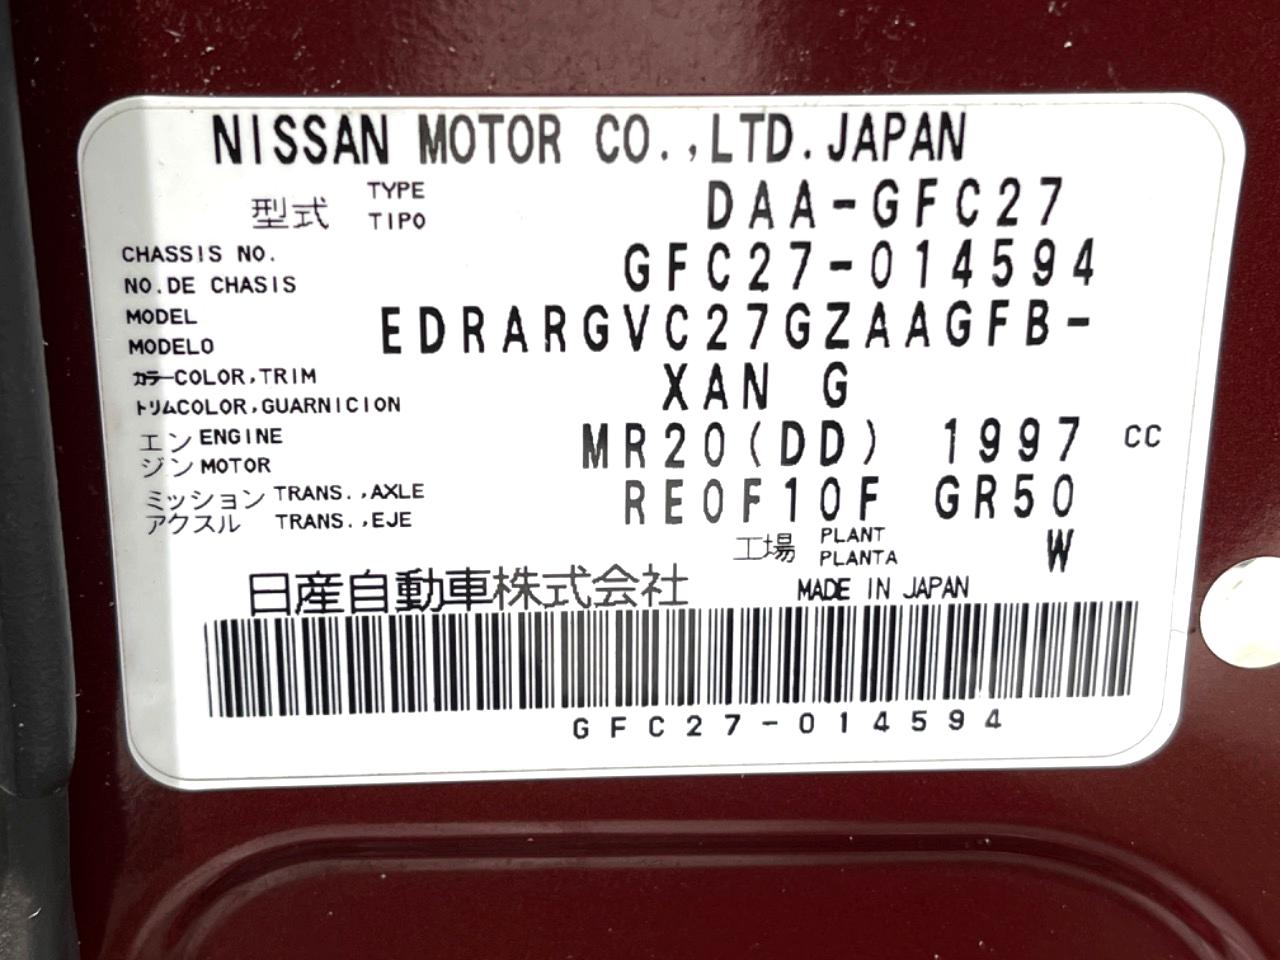 NISSAN MOTOR CO.,LTD.JAPAN
型式 TYPE TIPO DAA-GFC27
CHASSIS NO.
NO.DE CHASIS GFC27-014594
MODEL
MODELO EDRARGVC27GZAAGFB-
カラーCOLOR,TRIM XAN G
トリムCOLOR,GUARNICION
エン ENGINE MR20(DD) 1997 CC
ジン MOTOR
ミッション TRANS.,AXLE RE0F10F GR50
アクスル TRANS.,EJE
工場 PLANT PLANTA W
日産自動車株式会社 MADE IN JAPAN
GFC27-014594